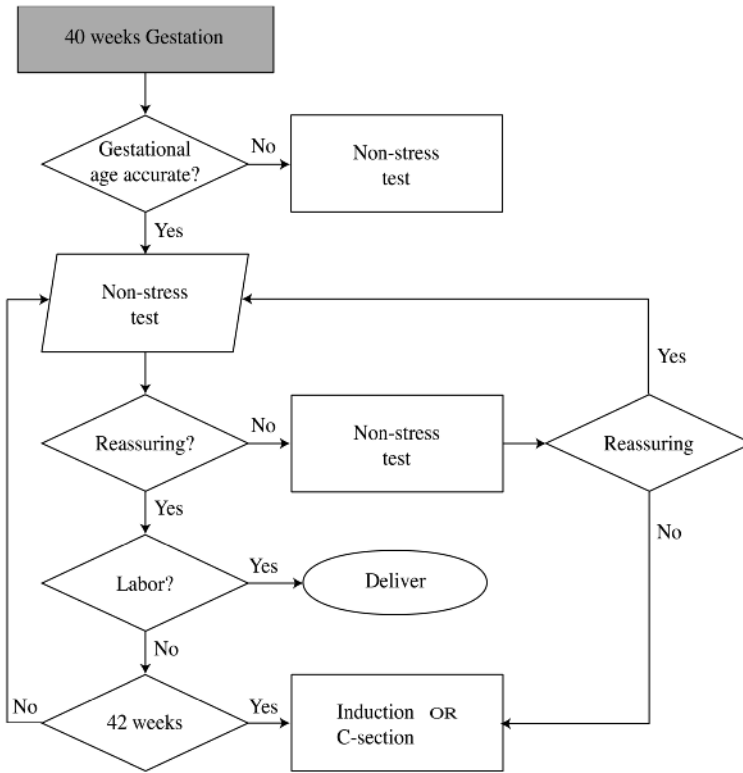 40 weeks Gestation
Gestational
age accurate?
No
Non-stress
test
Yes
Non-stress
test
Yes
Reassuring?
No
Non-stress
test
Reassuring
Yes
No
Labor?
Yes
Deliver
No
No
42 weeks
Yes
Induction OR
C-section